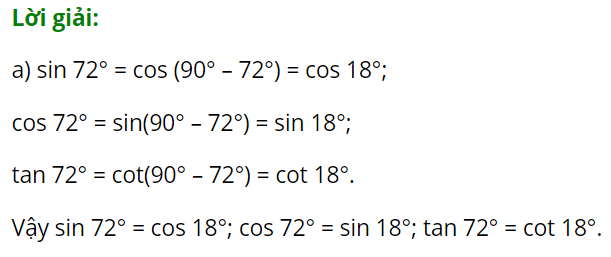 Lời giải:
a) sin 72° = cos (90° – 72°) = cos 18°;
cos 72° = sin(90° – 72°) = sin 18°;
tan 72° = cot(90° – 72°) = cot 18°.
Vậy sin 72° = cos 18°; cos 72° = sin 18°; tan 72° = cot 18°.